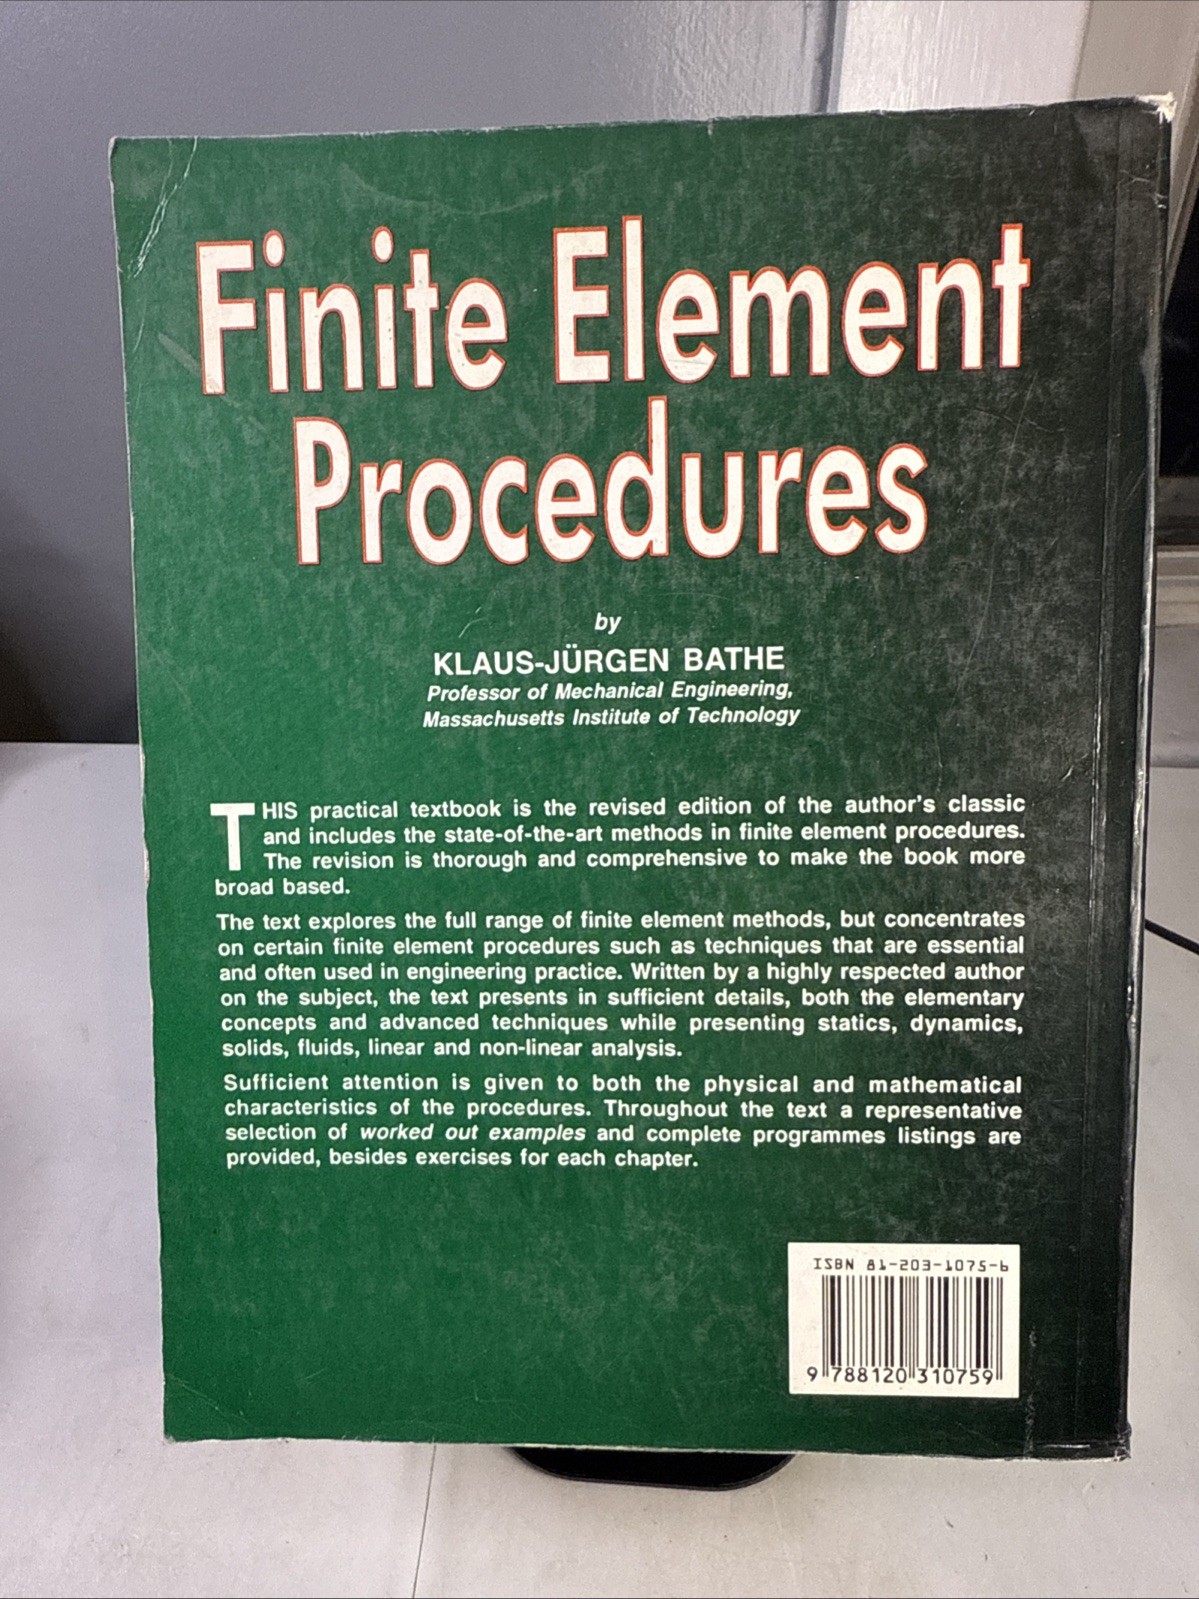 Finite Element
Procedures
by
KLAUS-JÜRGEN BATHE
Professor of Mechanical Engineering,
Massachusetts Institute of Technology
THIS practical textbook is the revised edition of the author's classic
and includes the state-of-the-art methods in finite element procedures.
The revision is thorough and comprehensive to make the book more
broad based.
The text explores the full range of finite element methods, but concentrates
on certain finite element procedures such as techniques that are essential
and often used in engineering practice. Written by a highly respected author
on the subject, the text presents in sufficient details, both the elementary
concepts and advanced techniques while presenting statics, dynamics,
solids, fluids, linear and non-linear analysis.
Sufficient attention is given to both the physical and mathematical
characteristics of the procedures. Throughout the text a representative
selection of worked out examples and complete programmes listings are
provided, besides exercises for each chapter.
ISBN 81-203-1075-6
9 788120 310759